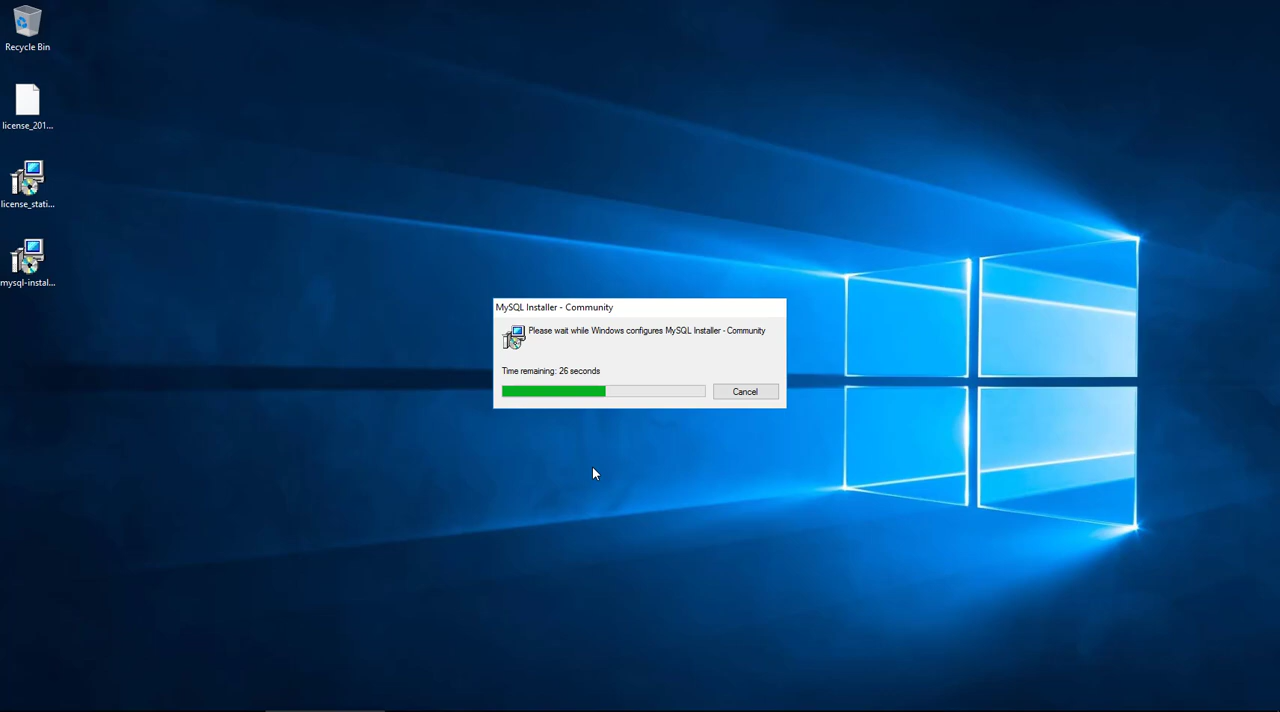 Recycle Bin
license_201...
license_stati...
mysql-instal...
MySQL Installer - Community
Please wait while Windows configures MySQL Installer - Community
Time remaining: 26 seconds
Cancel